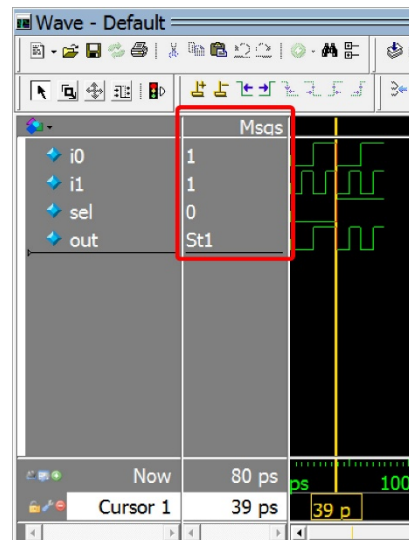 Wave - Default
Msgs
i0 1
i1 1
sel 0
out St1
Now 80 ps
ps 100
Cursor 1 39 ps
39 p